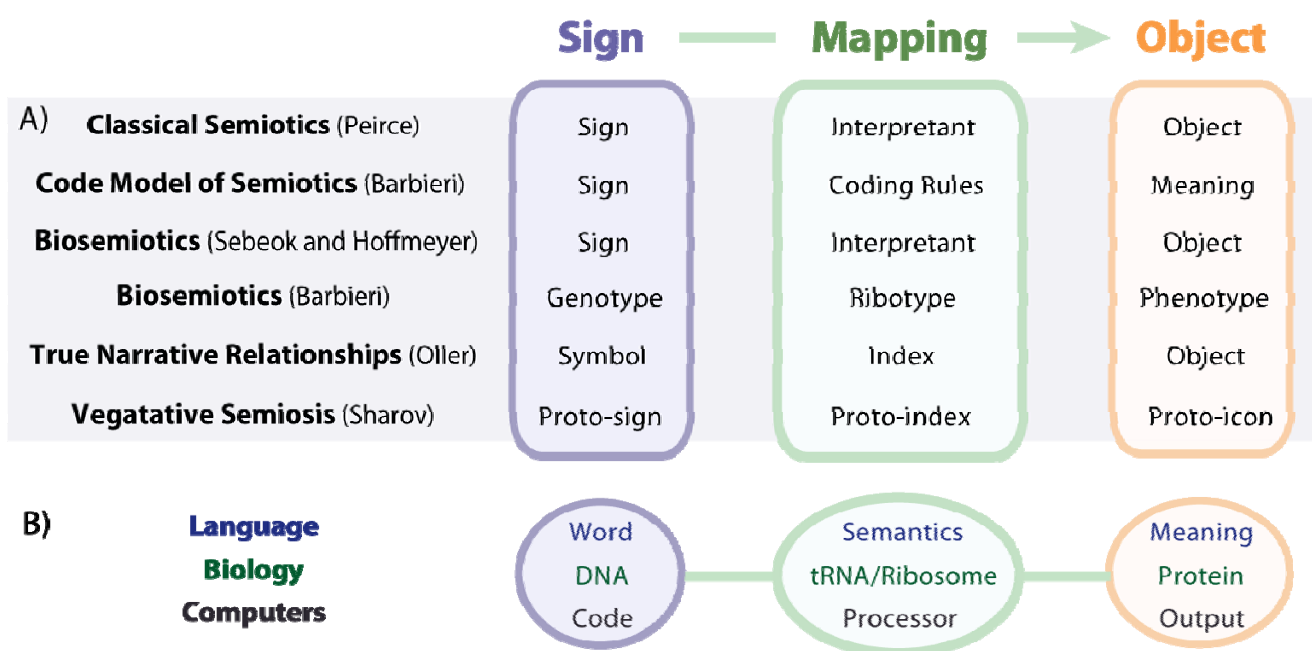 Sign Mapping Object
A) Classical Semiotics (Peirce) Sign Interpretant Object
Code Model of Semiotics (Barbieri) Sign Coding Rules Meaning
Biosemiotics (Sebeok and Hoffmeyer) Sign Interpretant Object
Biosemiotics (Barbieri) Genotype Ribotype Phenotype
True Narrative Relationships (Oller) Symbol Index Object
Vegatative Semiosis (Sharov) Proto-sign Proto-index Proto-icon
B) Language Word Semantics Meaning
Biology DNA tRNA/Ribosome Protein
Computers Code Processor Output